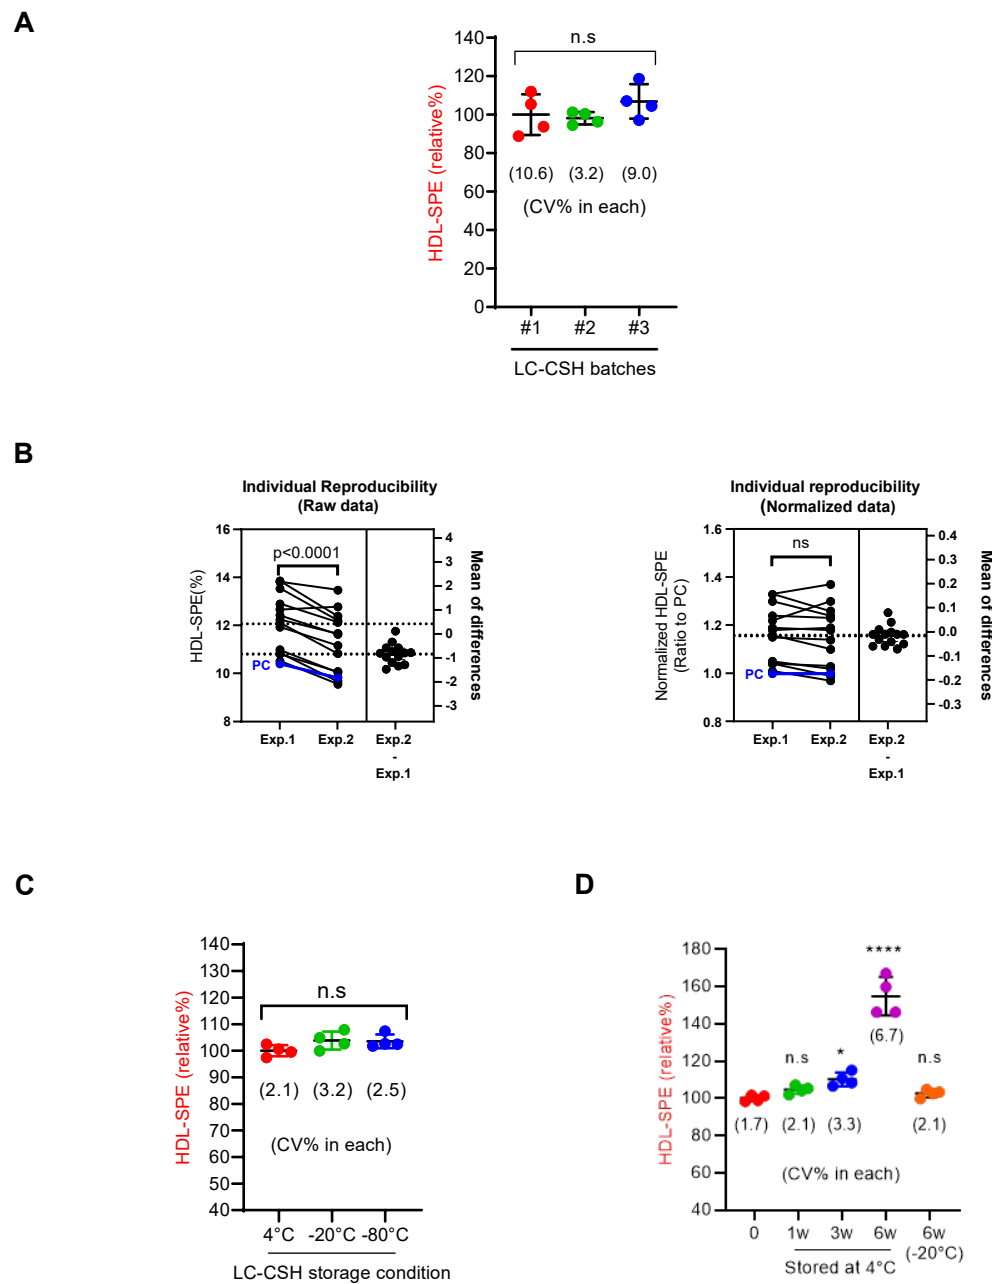 A
HDL-SPE (relative%)
140
120
100
80
60
40
20
0
n.s
(10.6) (3.2) (9.0)
(CV% in each)
#1 #2 #3
LC-CSH batches
B
Individual Reproducibility
(Raw data)
HDL-SPE(%)
16
14
12
10
8
p<0.0001
PC
4
3
2
1
0
-1
-2
-3
Mean of differences
Exp.1 Exp.2 Exp.2
-
Exp.1
Individual reproducibility
(Normalized data)
Normalized HDL-SPE
(Ratio to PC)
1.6
1.4
1.2
1.0
0.8
ns
PC
0.4
0.3
0.2
0.1
0.0
-0.1
-0.2
-0.3
Mean of differences
Exp.1 Exp.2 Exp.2
-
Exp.1
C
HDL-SPE (relative%)
140
130
120
110
100
90
80
70
60
50
40
n.s
(2.1) (3.2) (2.5)
(CV% in each)
4°C -20°C -80°C
LC-CSH storage condition
D
HDL-SPE (relative%)
180
160
140
120
100
80
60
40
****
n.s * n.s
(6.7)
(1.7) (2.1) (3.3) (2.1)
(CV% in each)
0 1w 3w 6w 6w
(-20°C)
Stored at 4°C